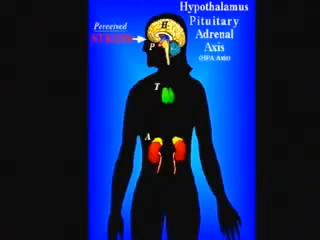 Hypothalamus
Pituitary
Adrenal
Axis
(HPA Axis)
Perceived
STRESS
H
P
T
A